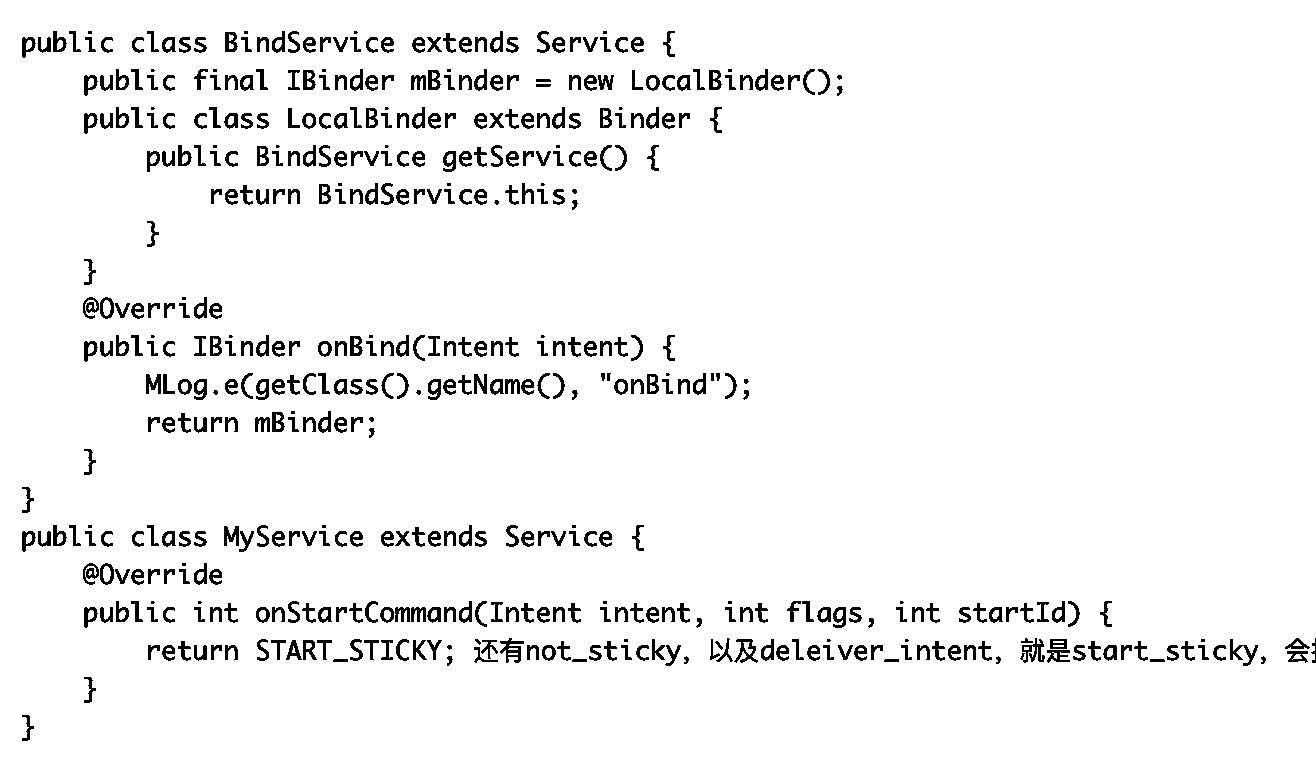 public class BindService extends Service {
    public final IBinder mBinder = new LocalBinder();
    public class LocalBinder extends Binder {
        public BindService getService() {
            return BindService.this;
        }
    }
    @Override
    public IBinder onBind(Intent intent) {
        MLog.e(getClass().getName(), "onBind");
        return mBinder;
    }
}
public class MyService extends Service {
    @Override
    public int onStartCommand(Intent intent, int flags, int startId) {
        return START_STICKY; 还有not_sticky, 以及deleiver_intent, 就是start_sticky, 会
    }
}